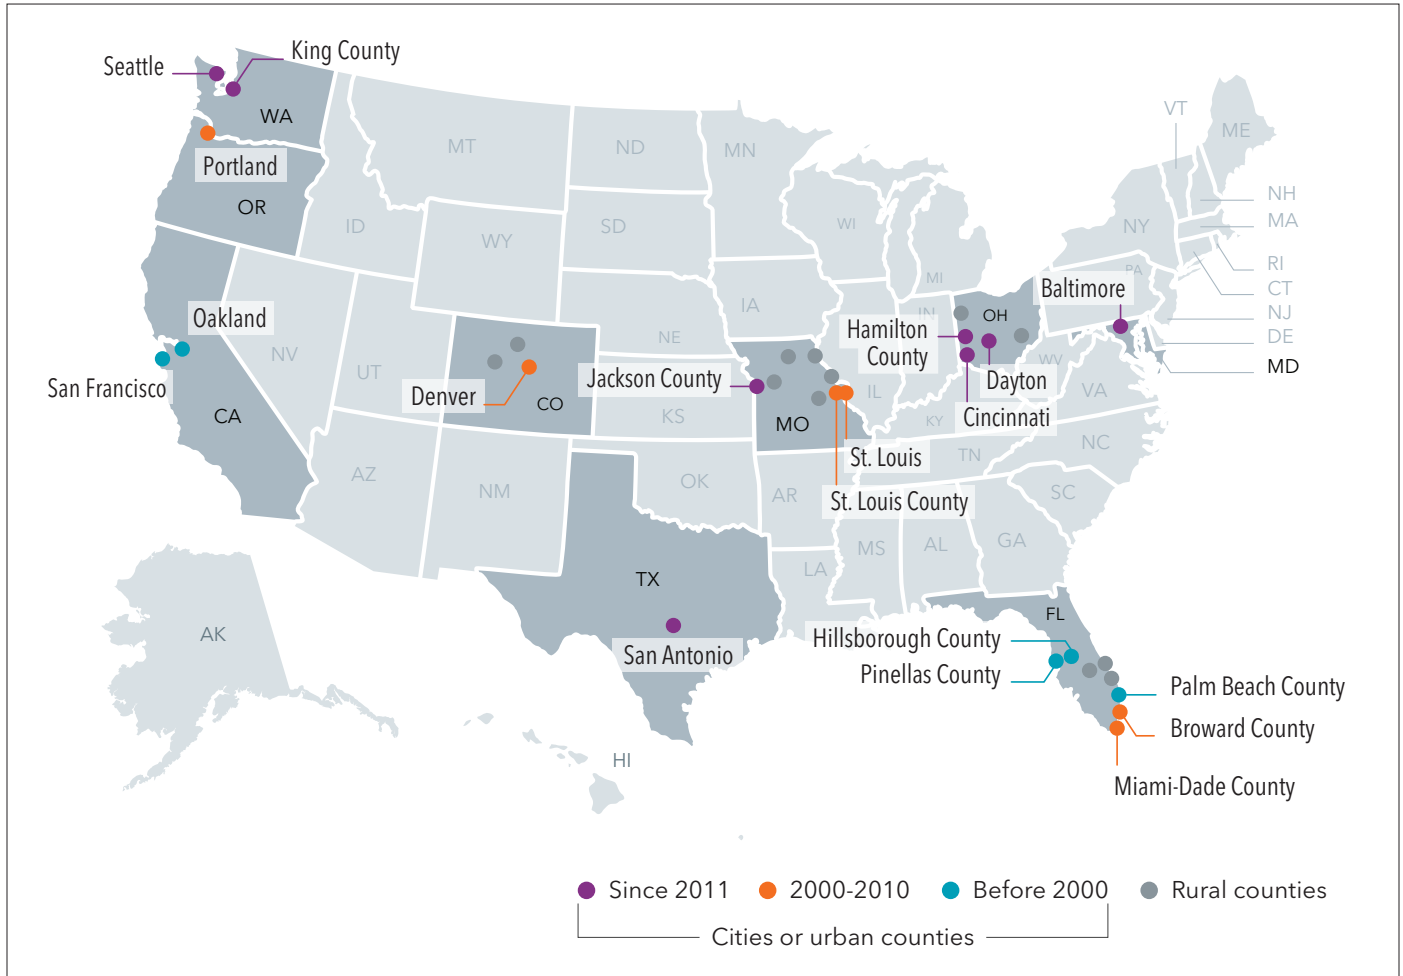 King County
Seattle
WA
Portland
OR
MT
ND
MN
ID
WY
SD
WI
MI
VT
ME
NH
NY
MA
RI
CT
NJ
DE
MD
PA
Baltimore
Oakland
San Francisco
CA
NV
UT
Denver
CO
NE
IA
KS
Jackson County
MO
IL
IN
OH
Hamilton
County
Dayton
Cincinnati
WV
VA
KY
St. Louis
St. Louis County
TN
NC
SC
AZ
NM
OK
AR
MS
AL
GA
LA
TX
San Antonio
FL
Hillsborough County
Pinellas County
Palm Beach County
Broward County
Miami-Dade County
AK
HI
Since 2011
2000-2010
Before 2000
Rural counties
Cities or urban counties